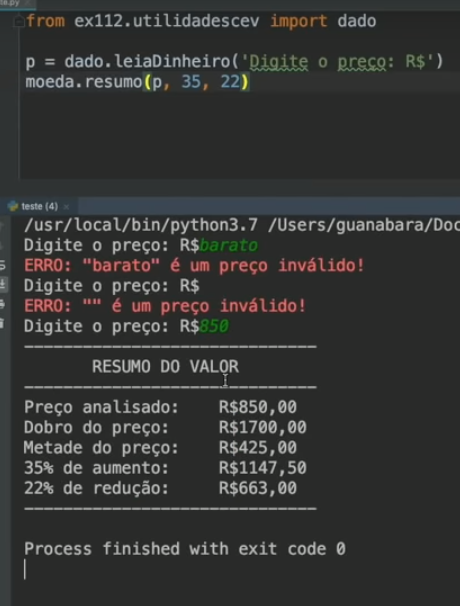 te.py ×
from ex112.utilidadescev import dado
p = dado.leiaDinheiro('Digite o preço: R$')
moeda.resumo(p, 35, 22)
teste (4) ×
/usr/local/bin/python3.7 /Users/guanabara/Doc
Digite o preço: R$barato
ERRO: "barato" é um preço inválido!
Digite o preço: R$
ERRO: "" é um preço inválido!
Digite o preço: R$850
------------------------------
RESUMO DO VALOR
------------------------------
Preço analisado: R$850,00
Dobro do preço: R$1700,00
Metade do preço: R$425,00
35% de aumento: R$1147,50
22% de redução: R$663,00
------------------------------
Process finished with exit code 0